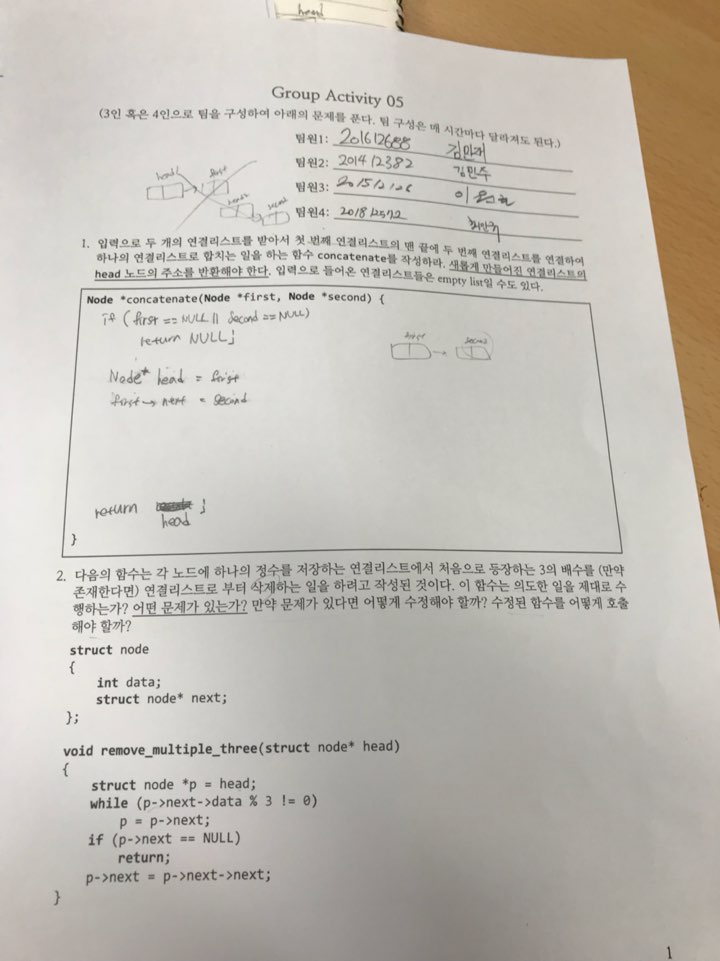 head
Group Activity 05
(3인 혹은 4인으로 팀을 구성하여 아래의 문제를 푼다. 팀 구성은 매 시간마다 달라져도 된다.)
팀원1: 201612688 김민재
팀원2: 201412382 김민주
팀원3: 이
팀원4: 201812572
head first
head second
1. 입력으로 두 개의 연결리스트를 받아서 첫 번째 연결리스트의 맨 끝에 두 번째 연결리스트를 연결하여
하나의 연결리스트로 합치는 일을 하는 함수 concatenate를 작성하라. 새롭게 만들어진 연결리스트의
head 노드의 주소를 반환해야 한다. 입력으로 들어온 연결리스트들은 empty list일 수도 있다.
Node *concatenate(Node *first, Node *second) {
if (first == NULL || second == NULL)
return NULL;
first second
Node* head = first
first→next = second
return head ;
}
2. 다음의 함수는 각 노드에 하나의 정수를 저장하는 연결리스트에서 처음으로 등장하는 3의 배수를 (만약
존재한다면) 연결리스트로 부터 삭제하는 일을 하려고 작성된 것이다. 이 함수는 의도한 일을 제대로 수
행하는가? 어떤 문제가 있는가? 만약 문제가 있다면 어떻게 수정해야 할까? 수정된 함수를 어떻게 호출
해야 할까?
struct node
{
int data;
struct node* next;
};
void remove_multiple_three(struct node* head)
{
struct node *p = head;
while (p->next->data % 3 != 0)
p = p->next;
if (p->next == NULL)
return;
p->next = p->next->next;
}
1